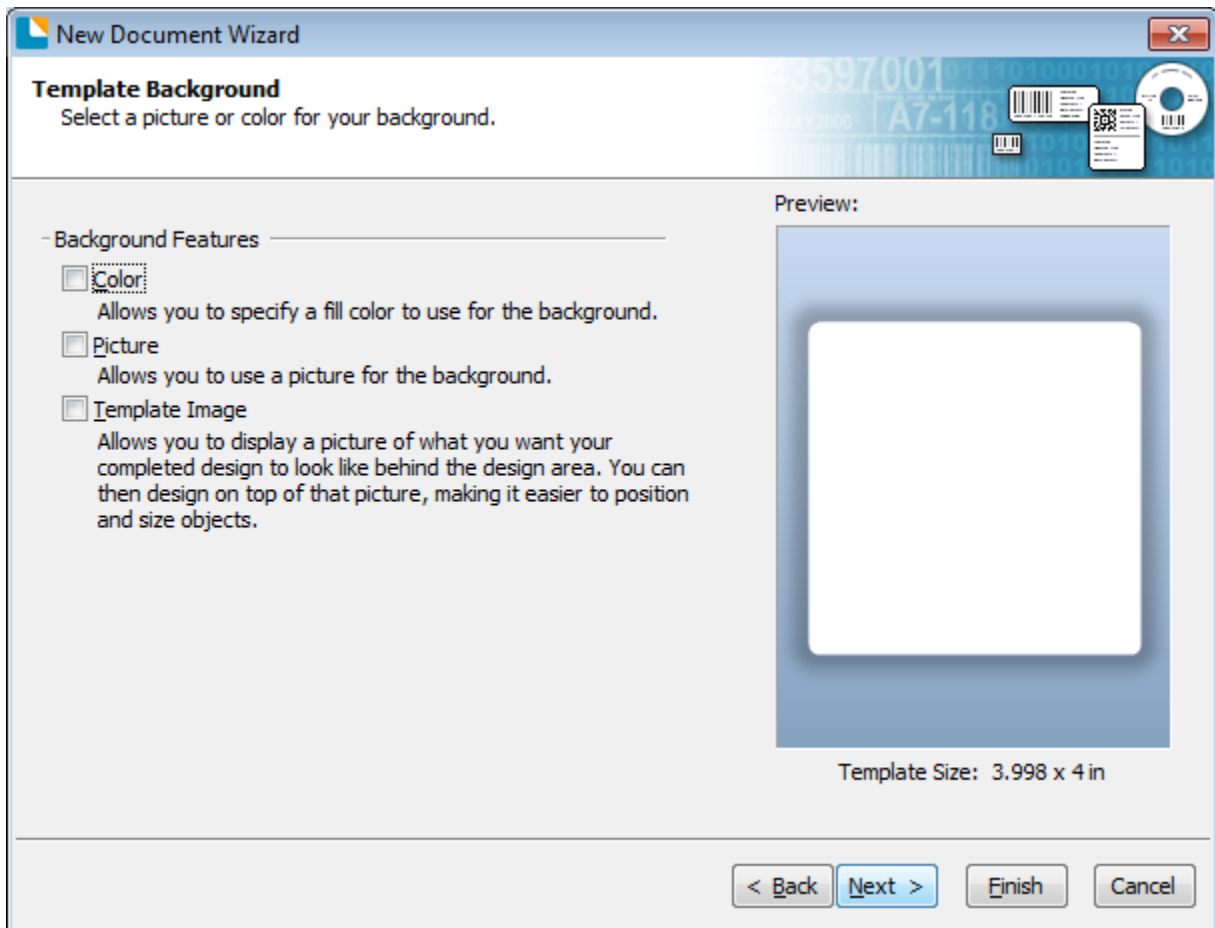 New Document Wizard
Template Background
Select a picture or color for your background.
3597001
A7-118
Preview:
Background Features
Color
Allows you to specify a fill color to use for the background.
Picture
Allows you to use a picture for the background.
Template Image
Allows you to display a picture of what you want your
completed design to look like behind the design area. You can
then design on top of that picture, making it easier to position
and size objects.
Template Size: 3.998 x 4 in
< Back
Next >
Finish
Cancel